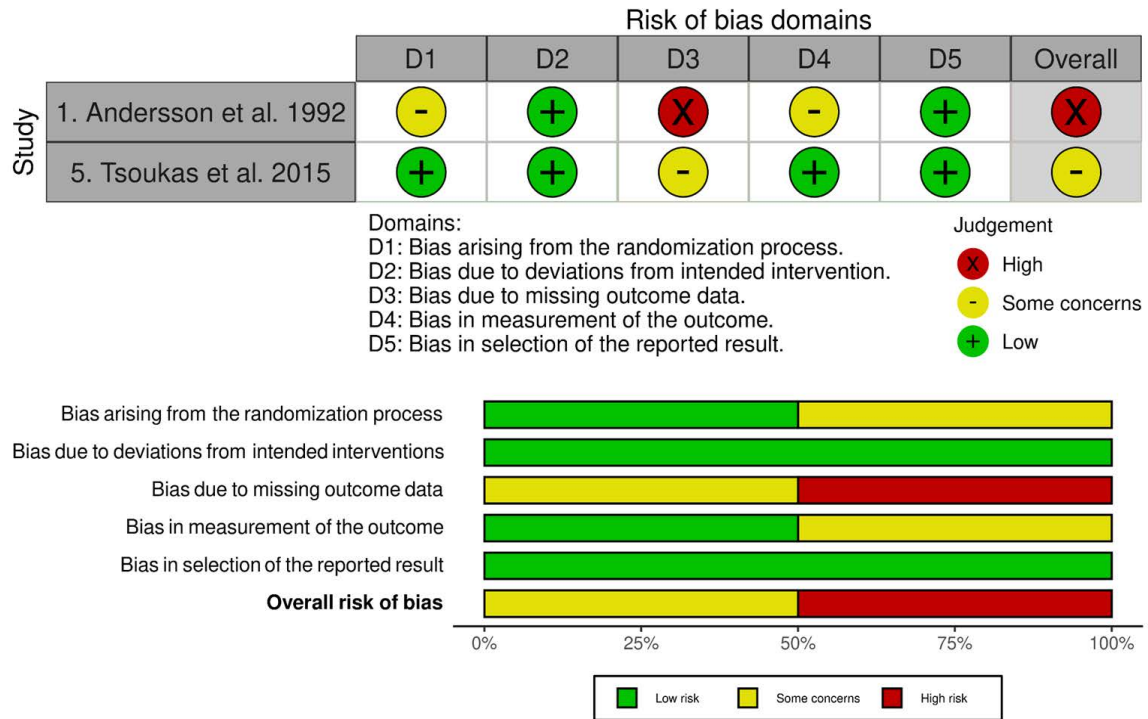 Risk of bias domains
D1 D2 D3 D4 D5 Overall
Study
1. Andersson et al. 1992 - + X - + X
5. Tsoukas et al. 2015 + + - + + -
Domains:
D1: Bias arising from the randomization process.
D2: Bias due to deviations from intended intervention.
D3: Bias due to missing outcome data.
D4: Bias in measurement of the outcome.
D5: Bias in selection of the reported result.
Judgement
X High
- Some concerns
+ Low
Bias arising from the randomization process
Bias due to deviations from intended interventions
Bias due to missing outcome data
Bias in measurement of the outcome
Bias in selection of the reported result
Overall risk of bias
0% 25% 50% 75% 100%
Low risk Some concerns High risk